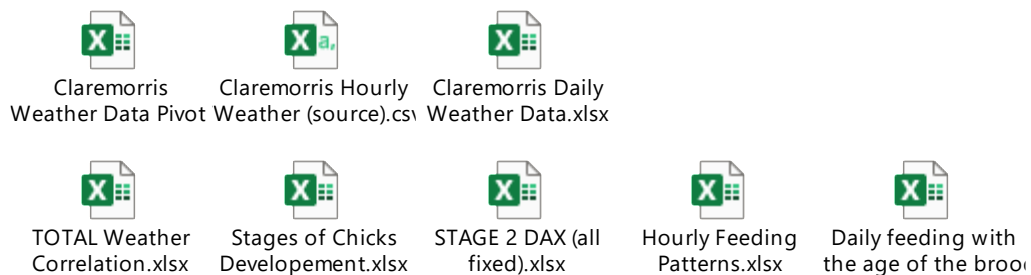 Claremorris Claremorris Hourly Claremorris Daily
Weather Data Pivot Weather (source).csv Weather Data.xlsx
TOTAL Weather Stages of Chicks STAGE 2 DAX (all Hourly Feeding Daily feeding with
Correlation.xlsx Developement.xlsx fixed).xlsx Patterns.xlsx the age of the brood